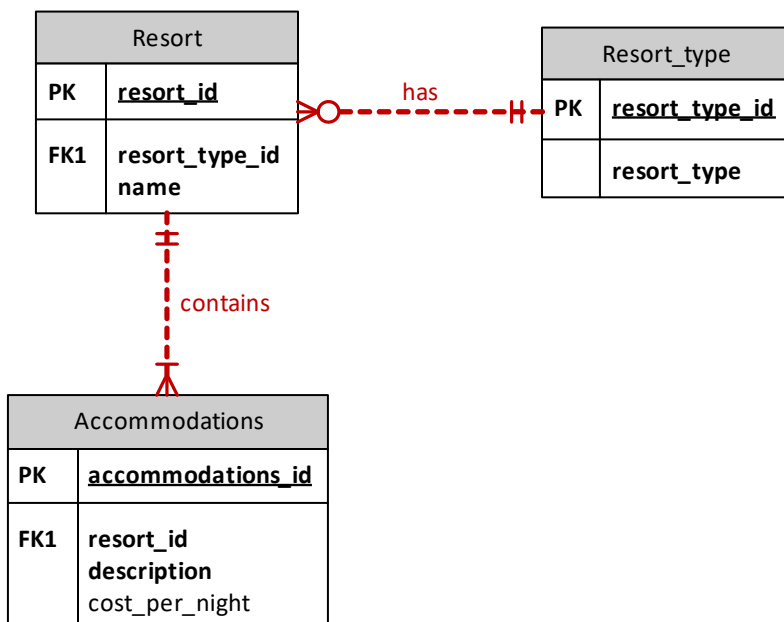 Resort
PK resort_id
FK1 resort_type_id
name
has
Resort_type
PK resort_type_id
resort_type
contains
Accommodations
PK accommodations_id
FK1 resort_id
description
cost_per_night